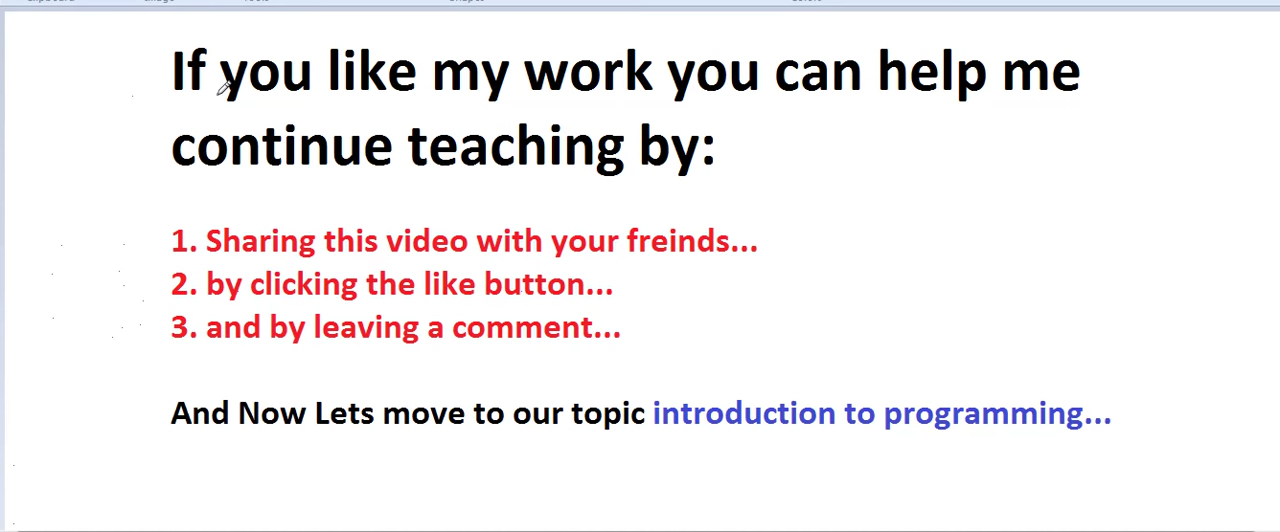 If you like my work you can help me
continue teaching by:
1. Sharing this video with your freinds...
2. by clicking the like button...
3. and by leaving a comment...
And Now Lets move to our topic introduction to programming...